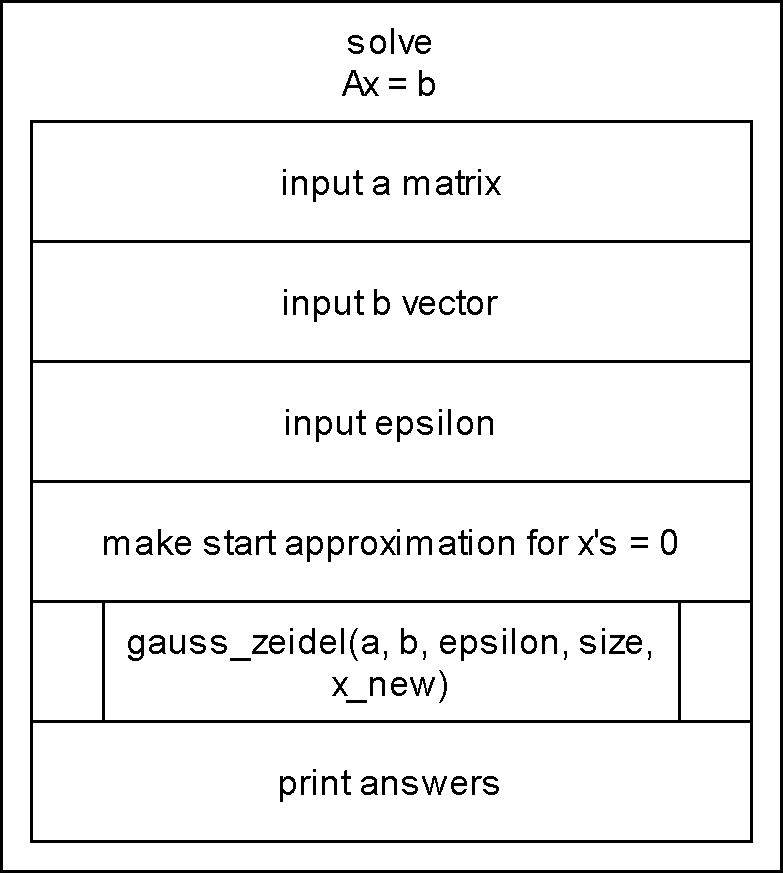 solve
Ax = b
input a matrix
input b vector
input epsilon
make start approximation for x's = 0
gauss_zeidel(a, b, epsilon, size,
x_new)
print answers